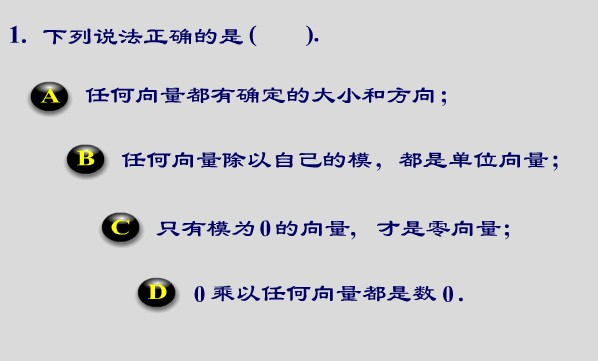 1. 下列说法正确的是(    ).
A 任何向量都有确定的大小和方向；
B 任何向量除以自己的模，都是单位向量；
C 只有模为0的向量，才是零向量；
D 0乘以任何向量都是数0.